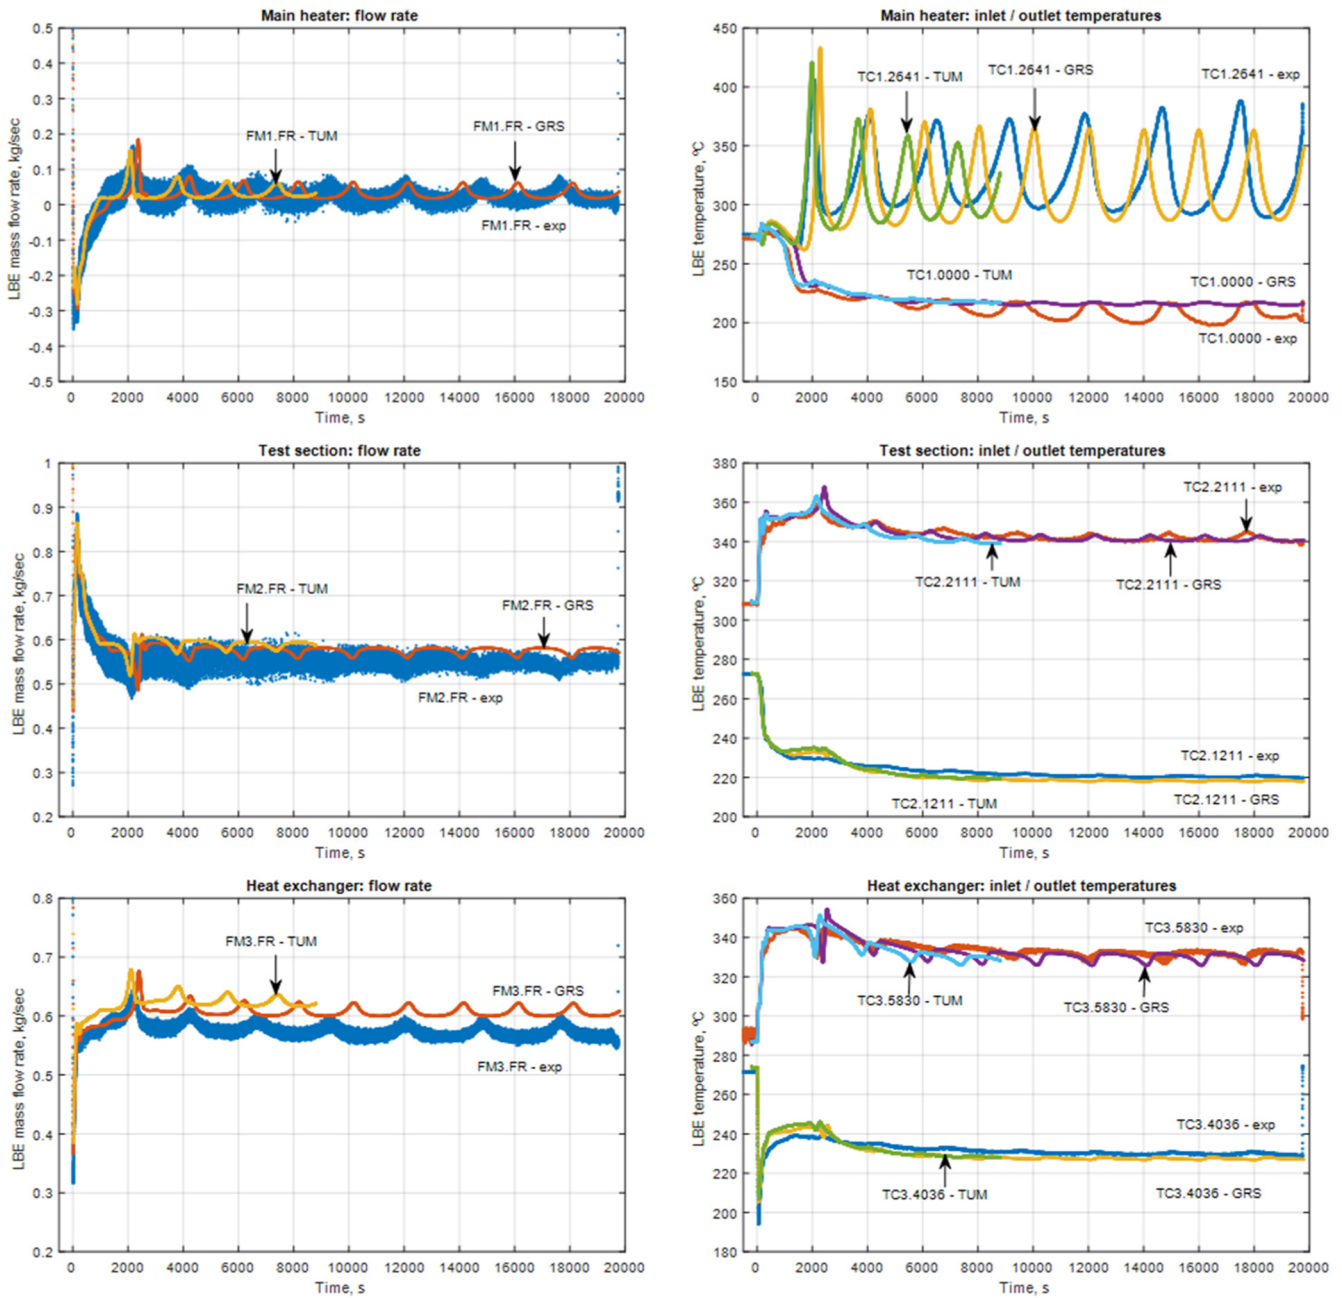 Main heater: flow rate
0.5
0.4
0.3
0.2
0.1
0
-0.1
-0.2
-0.3
-0.4
-0.5
LBE mass flow rate, kg/sec
FM1.FR - TUM
FM1.FR - GRS
FM1.FR - exp
0 2000 4000 6000 8000 10000 12000 14000 16000 18000 20000
Time, s
Main heater: inlet / outlet temperatures
450
400
350
300
250
200
150
LBE temperature, ºC
TC1.2641 - TUM
TC1.2641 - GRS
TC1.2641 - exp
TC1.0000 - TUM
TC1.0000 - GRS
TC1.0000 - exp
0 2000 4000 6000 8000 10000 12000 14000 16000 18000 20000
Time, s
Test section: flow rate
1
0.9
0.8
0.7
0.6
0.5
0.4
0.3
0.2
LBE mass flow rate, kg/sec
FM2.FR - TUM
FM2.FR - GRS
FM2.FR - exp
0 2000 4000 6000 8000 10000 12000 14000 16000 18000 20000
Time, s
Test section: inlet / outlet temperatures
380
360
340
320
300
280
260
240
220
200
LBE temperature, ºC
TC2.2111 - exp
TC2.2111 - TUM
TC2.2111 - GRS
TC2.1211 - exp
TC2.1211 - TUM
TC2.1211 - GRS
0 2000 4000 6000 8000 10000 12000 14000 16000 18000 20000
Time, s
Heat exchanger: flow rate
0.8
0.7
0.6
0.5
0.4
0.3
0.2
LBE mass flow rate, kg/sec
FM3.FR - TUM
FM3.FR - GRS
FM3.FR - exp
0 2000 4000 6000 8000 10000 12000 14000 16000 18000 20000
Time, s
Heat exchanger: inlet / outlet temperatures
360
340
320
300
280
260
240
220
200
180
LBE temperature, ºC
TC3.5830 - exp
TC3.5830 - TUM
TC3.5830 - GRS
TC3.4036 - exp
TC3.4036 - TUM
TC3.4036 - GRS
0 2000 4000 6000 8000 10000 12000 14000 16000 18000 20000
Time, s